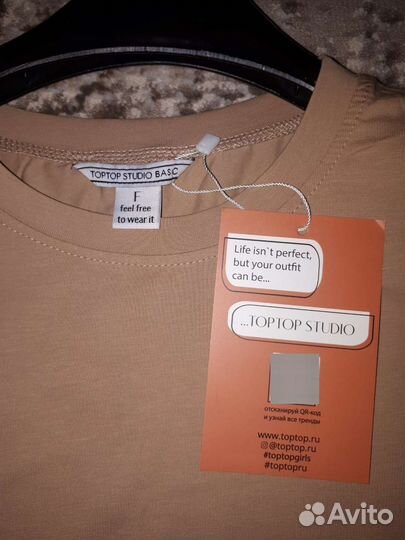 TOPTOP STUDIO BASIC
F
feel free
to wear it
Life isn`t perfect,
but your outfit
can be...
...TOPTOP STUDIO
отсканируй QR-код
и узнай все тренды
www.toptop.ru
@toptop.ru
#toptopgirls
#toptopru
Avito